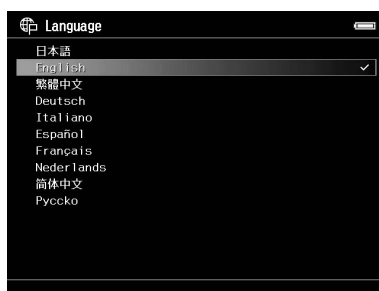 Language
日本語
English
繁體中文
Deutsch
Italiano
Español
Français
Nederlands
简体中文
Pyccko